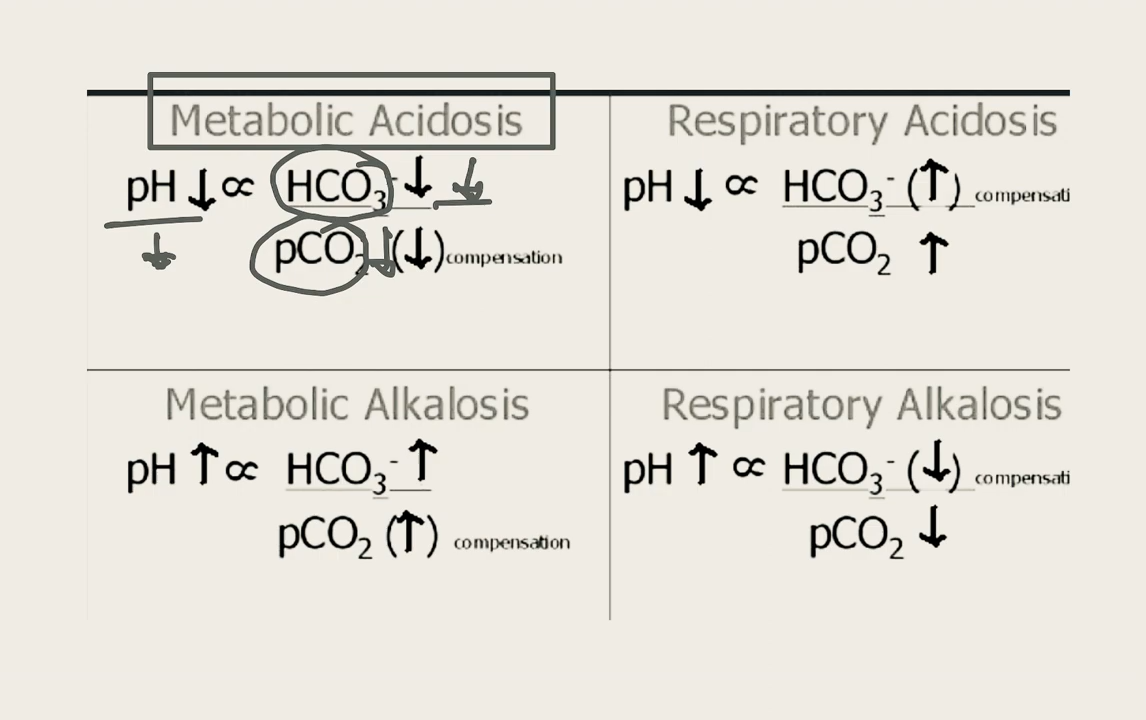 Metabolic Acidosis
pH ↓ ∝ HCO₃⁻ ↓ ↓
↓ pCO₂ ↓ (↓) compensation
Respiratory Acidosis
pH ↓ ∝ HCO₃⁻ (↑) compensati
pCO₂ ↑
Metabolic Alkalosis
pH ↑ ∝ HCO₃⁻ ↑
pCO₂ (↑) compensation
Respiratory Alkalosis
pH ↑ ∝ HCO₃⁻ (↓) compensati
pCO₂ ↓